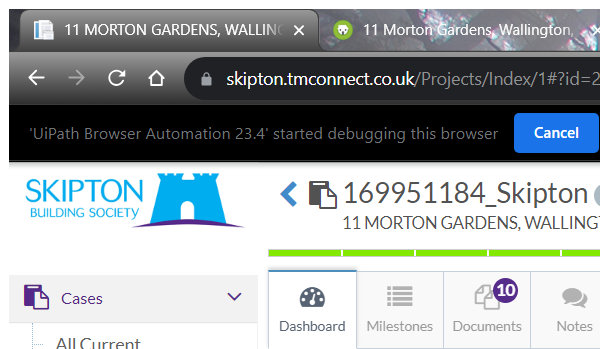 11 MORTON GARDENS, WALLING
11 Morton Gardens, Wallington,
skipton.tmconnect.co.uk/Projects/Index/1#?id=2
'UiPath Browser Automation 23.4' started debugging this browser
Cancel
SKIPTON
BUILDING SOCIETY
169951184_Skipton
11 MORTON GARDENS, WALLING
Cases
All Current
10
Dashboard
Milestones
Documents
Notes